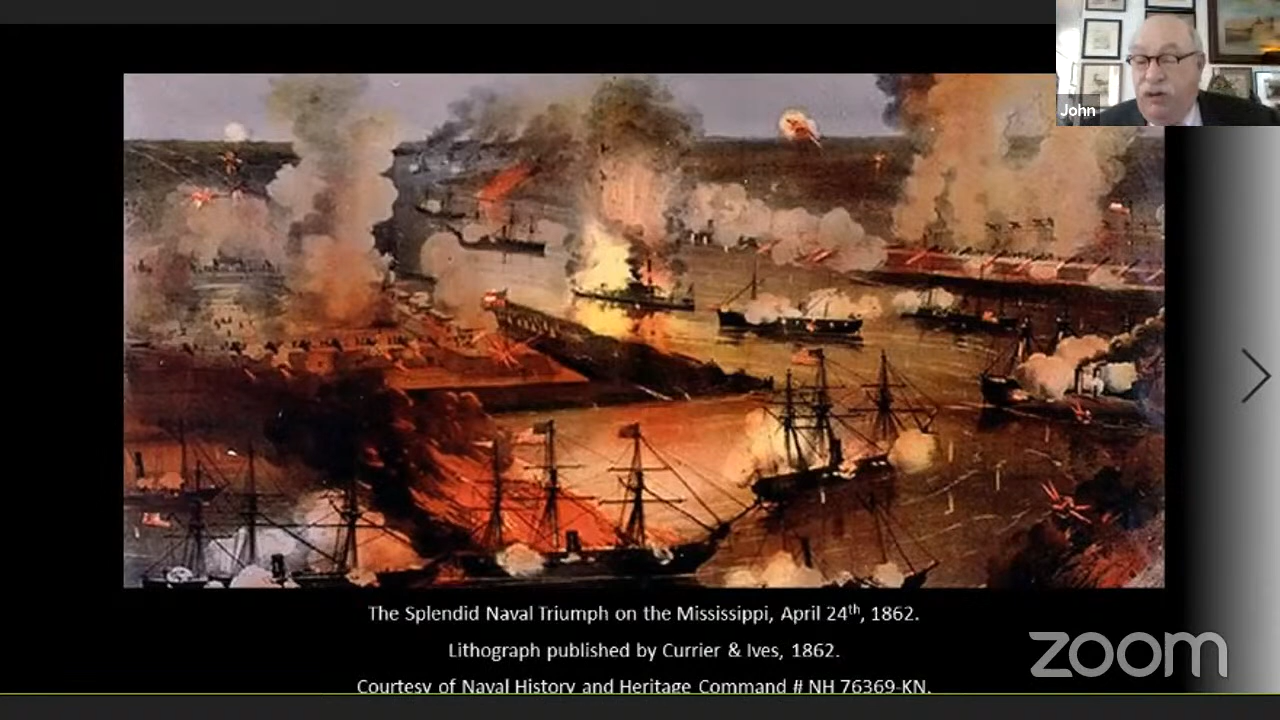 John
The Splendid Naval Triumph on the Mississippi, April 24th, 1862.
Lithograph published by Currier & Ives, 1862.
Courtesy of Naval History and Heritage Command # NH 76369-KN.
zoom